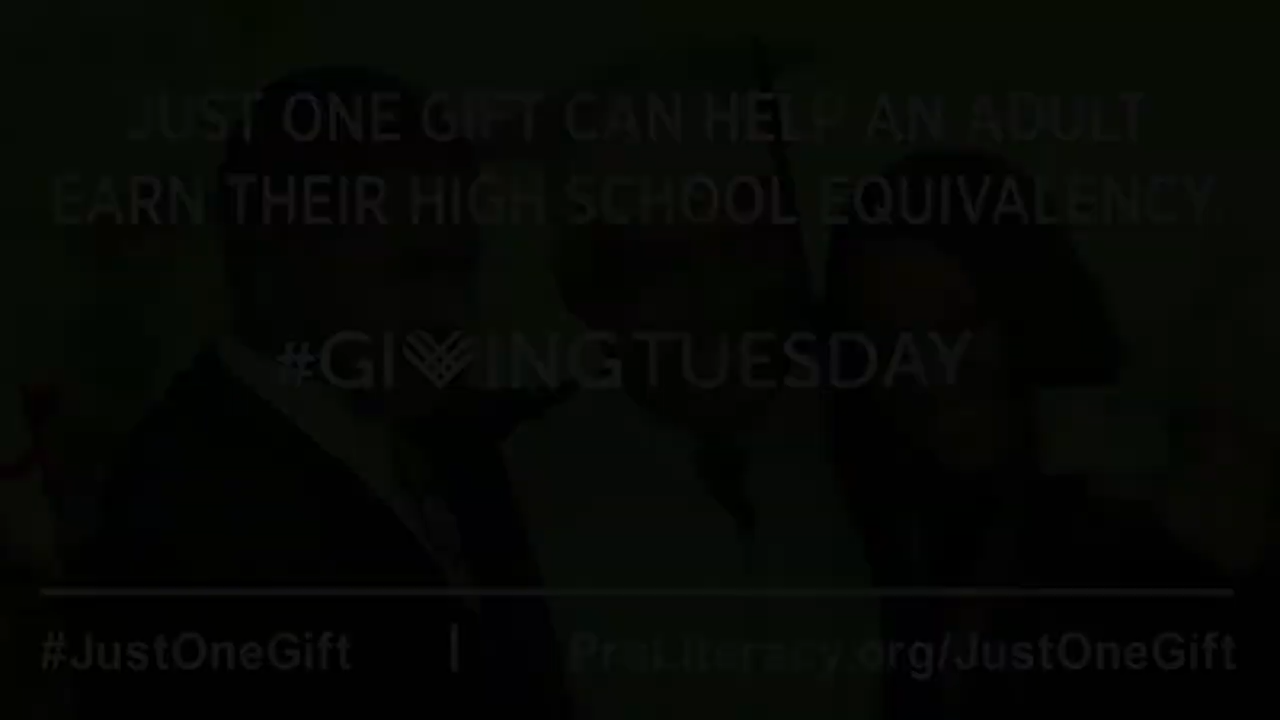 JUST ONE GIFT CAN HELP AN ADULT
EARN THEIR HIGH SCHOOL EQUIVALENCY
#GIVINGTUESDAY
#JustOneGift | ProLiteracy.org/JustOneGift